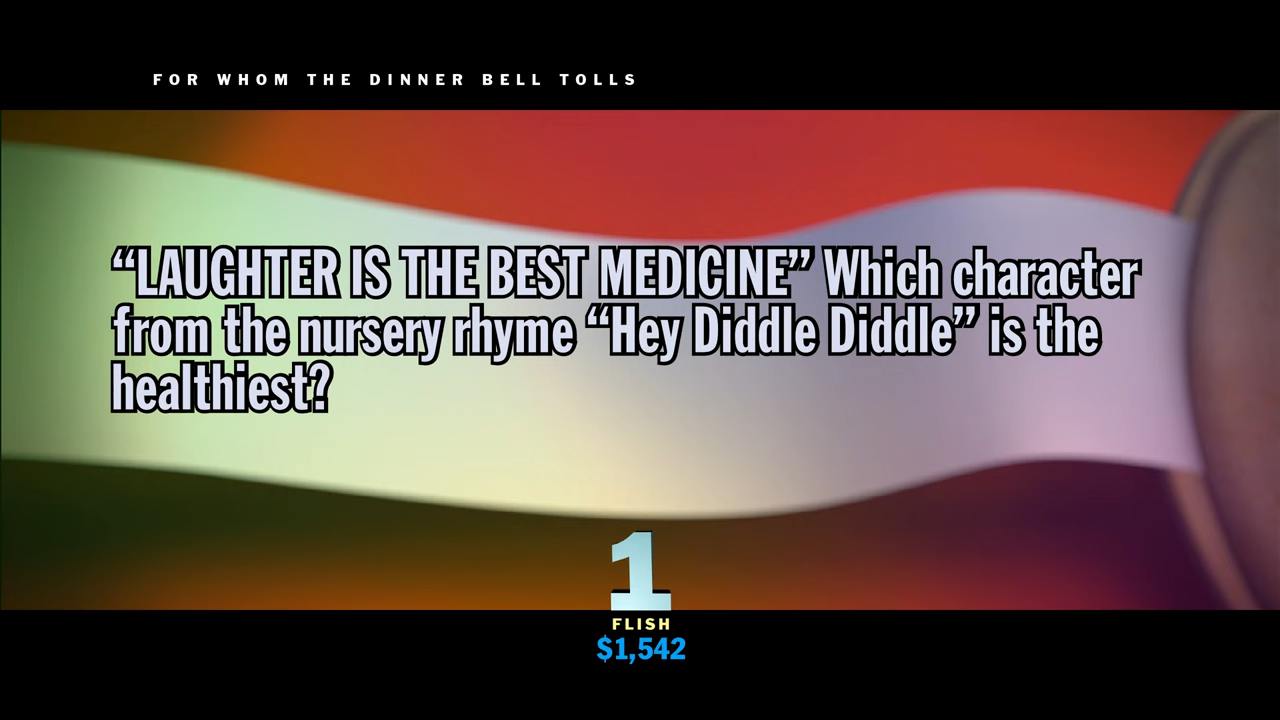 FOR WHOM THE DINNER BELL TOLLS
“LAUGHTER IS THE BEST MEDICINE” Which character
from the nursery rhyme “Hey Diddle Diddle” is the
healthiest?
1
FLISH
$1,542